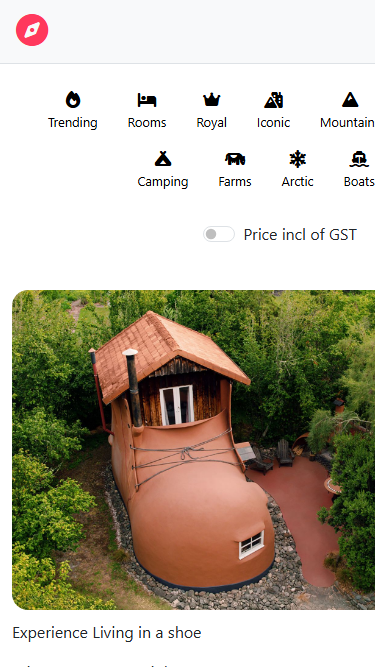 Trending Rooms Royal Iconic Mountain
Camping Farms Arctic Boats
Price incl of GST
Experience Living in a shoe